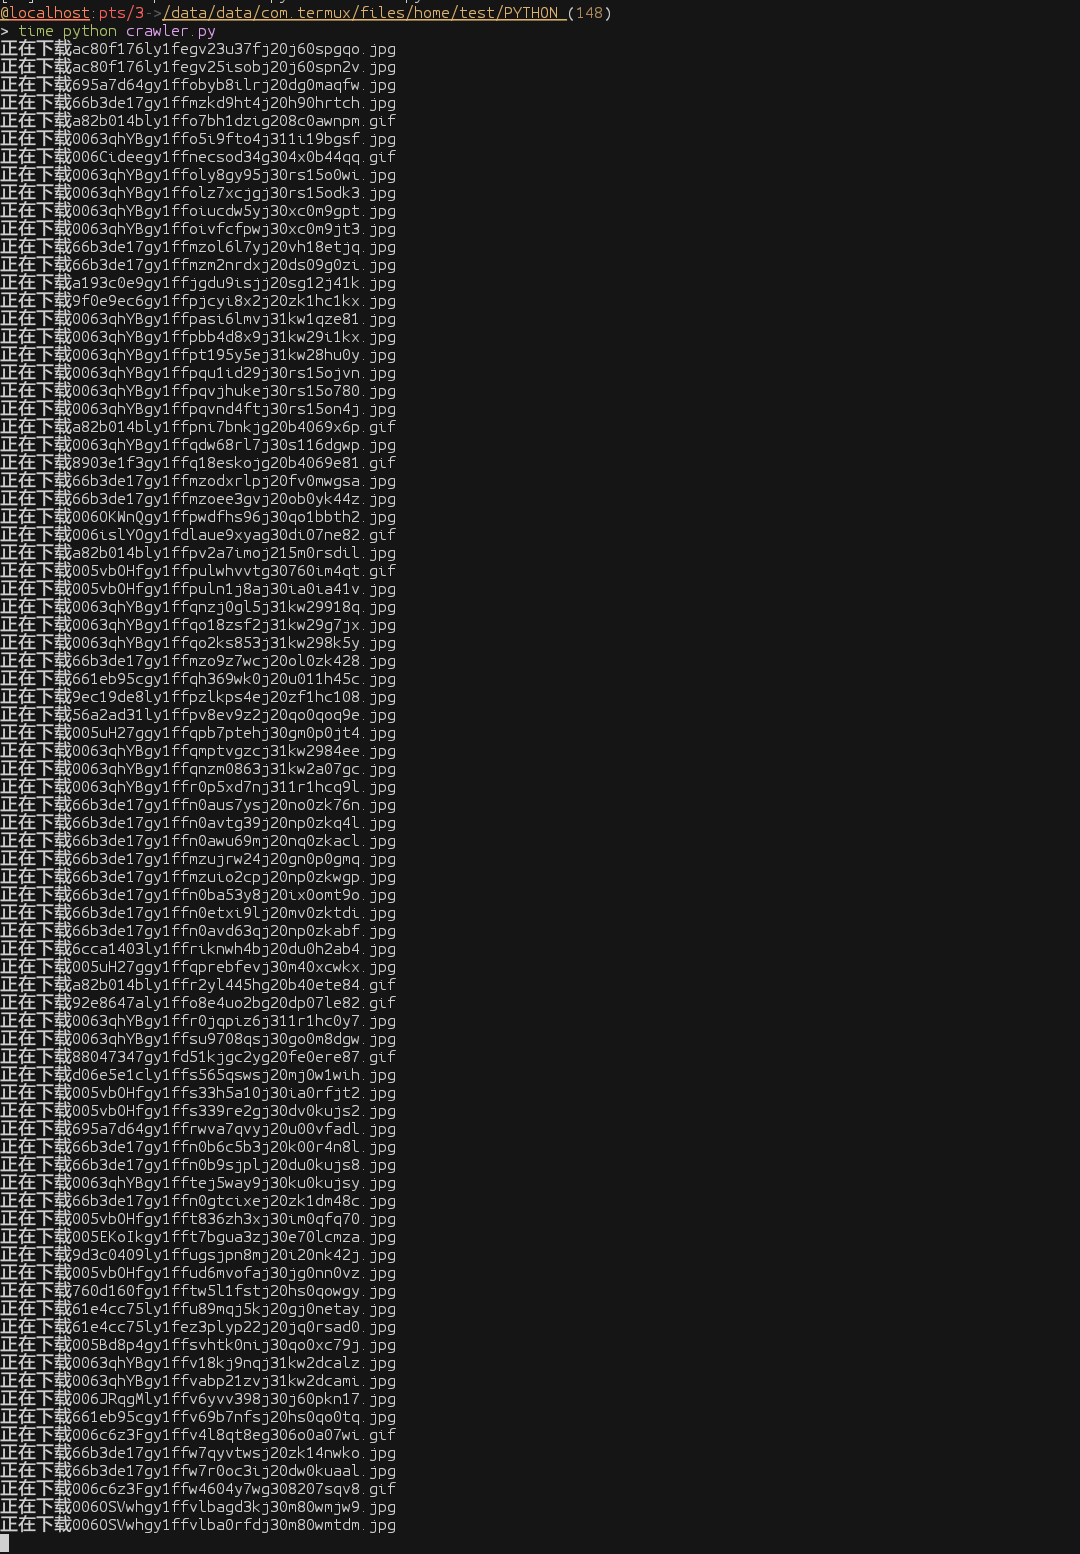 @localhost:pts/3->/data/data/com.termux/files/home/test/PYTHON (148)
> time python crawler.py
正在下载ac80f176ly1fegv23u37fj20j60spgqo.jpg
正在下载ac80f176ly1fegv25isobj20j60spn2v.jpg
正在下载695a7d64gy1ffobyb8ilrj20dg0maqfw.jpg
正在下载66b3de17gy1ffmzkd9ht4j20h90hrtch.jpg
正在下载a82b014bly1ffo7bh1dzig208c0awnpm.gif
正在下载0063qhYBgy1ffo5i9fto4j311i19bgsf.jpg
正在下载006Cideegy1ffnecsod34g304x0b44qq.gif
正在下载0063qhYBgy1ffoly8gy95j30rs15o0wi.jpg
正在下载0063qhYBgy1ffolz7xcjgj30rs15odk3.jpg
正在下载0063qhYBgy1ffoiucdw5yj30xc0m9gpt.jpg
正在下载0063qhYBgy1ffoivfcfpwj30xc0m9jt3.jpg
正在下载66b3de17gy1ffmzol6l7yj20vh18etjq.jpg
正在下载66b3de17gy1ffmzm2nrdxj20ds09g0zi.jpg
正在下载a193c0e9gy1ffjgdu9isjj20sg12j41k.jpg
正在下载9f0e9ec6gy1ffpjcyi8x2j20zk1hc1kx.jpg
正在下载0063qhYBgy1ffpasi6lmvj31kw1qze81.jpg
正在下载0063qhYBgy1ffpbb4d8x9j31kw29i1kx.jpg
正在下载0063qhYBgy1ffpt195y5ej31kw28hu0y.jpg
正在下载0063qhYBgy1ffpqu1id29j30rs15ojvn.jpg
正在下载0063qhYBgy1ffpqvjhukej30rs15o780.jpg
正在下载0063qhYBgy1ffpqvnd4ftj30rs15on4j.jpg
正在下载a82b014bly1ffpni7bnkjg20b4069x6p.gif
正在下载0063qhYBgy1ffqdw68rl7j30s116dgwp.jpg
正在下载8903e1f3gy1ffq18eskojg20b4069e81.gif
正在下载66b3de17gy1ffmzodxrlpj20fv0mwgsa.jpg
正在下载66b3de17gy1ffmzoee3gvj20ob0yk44z.jpg
正在下载006OKWnQgy1ffpwdfhs96j30qo1bbth2.jpg
正在下载006islYOgy1fdlaue9xyag30di07ne82.gif
正在下载a82b014bly1ffpv2a7imoj215m0rsdil.jpg
正在下载005vbOHfgy1ffpulwhvvtg30760im4qt.gif
正在下载005vbOHfgy1ffpuln1j8aj30ia0ia41v.jpg
正在下载0063qhYBgy1ffqnzj0gl5j31kw29918q.jpg
正在下载0063qhYBgy1ffqo18zsf2j31kw29g7jx.jpg
正在下载0063qhYBgy1ffqo2ks853j31kw298k5y.jpg
正在下载66b3de17gy1ffmzo9z7wcj20ol0zk428.jpg
正在下载661eb95cgy1ffqh369wk0j20u011h45c.jpg
正在下载9ec19de8ly1ffpzlkps4ej20zf1hc108.jpg
正在下载56a2ad31ly1ffpv8ev9z2j20qo0qoq9e.jpg
正在下载005uH27ggy1ffqpb7ptehj30gm0p0jt4.jpg
正在下载0063qhYBgy1ffqmptvgzcj31kw2984ee.jpg
正在下载0063qhYBgy1ffqnzm0863j31kw2a07gc.jpg
正在下载0063qhYBgy1ffr0p5xd7nj311r1hcq9l.jpg
正在下载66b3de17gy1ffn0aus7ysj20no0zk76n.jpg
正在下载66b3de17gy1ffn0avtg39j20np0zkq4l.jpg
正在下载66b3de17gy1ffn0awu69mj20nq0zkacl.jpg
正在下载66b3de17gy1ffmzujrw24j20gn0p0gmq.jpg
正在下载66b3de17gy1ffmzuio2cpj20np0zkwgp.jpg
正在下载66b3de17gy1ffn0ba53y8j20ix0omt9o.jpg
正在下载66b3de17gy1ffn0etxi9lj20mv0zktdi.jpg
正在下载66b3de17gy1ffn0avd63qj20np0zkabf.jpg
正在下载6cca1403ly1ffriknwh4bj20du0h2ab4.jpg
正在下载005uH27ggy1ffqprebfevj30m40xcwkx.jpg
正在下载a82b014bly1ffr2yl445hg20b40ete84.gif
正在下载92e8647aly1ffo8e4uo2bg20dp07le82.gif
正在下载0063qhYBgy1ffr0jqpiz6j311r1hc0y7.jpg
正在下载0063qhYBgy1ffsu9708qsj30go0m8dgw.jpg
正在下载88047347gy1fd51kjgc2yg20fe0ere87.gif
正在下载d06e5e1cly1ffs565qswsj20mj0w1wih.jpg
正在下载005vbOHfgy1ffs33h5a10j30ia0rfjt2.jpg
正在下载005vbOHfgy1ffs339re2gj30dv0kujs2.jpg
正在下载695a7d64gy1ffrwva7qvyj20u00vfadl.jpg
正在下载66b3de17gy1ffn0b6c5b3j20k00r4n8l.jpg
正在下载66b3de17gy1ffn0b9sjplj20du0kujs8.jpg
正在下载0063qhYBgy1fftej5way9j30ku0kujsy.jpg
正在下载66b3de17gy1ffn0gtcixej20zk1dm48c.jpg
正在下载005vbOHfgy1fft836zh3xj30im0qfq70.jpg
正在下载005EKoIkgy1fft7bgua3zj30e70lcmza.jpg
正在下载9d3c0409ly1ffugsjpn8mj20i20nk42j.jpg
正在下载005vbOHfgy1ffud6mvofaj30jg0nn0vz.jpg
正在下载760d160fgy1fftw5l1fstj20hs0qowgy.jpg
正在下载61e4cc75ly1ffu89mqj5kj20gj0netay.jpg
正在下载61e4cc75ly1fez3plyp22j20jq0rsad0.jpg
正在下载005Bd8p4gy1ffsvhtk0nij30qo0xc79j.jpg
正在下载0063qhYBgy1ffv18kj9nqj31kw2dcalz.jpg
正在下载0063qhYBgy1ffvabp21zvj31kw2dcami.jpg
正在下载006JRqgMly1ffv6yvv398j30j60pkn17.jpg
正在下载661eb95cgy1ffv69b7nfsj20hs0qo0tq.jpg
正在下载006c6z3Fgy1ffv4l8qt8eg306o0a07wi.gif
正在下载66b3de17gy1ffw7qyvtwsj20zk14nwko.jpg
正在下载66b3de17gy1ffw7r0oc3ij20dw0kuaal.jpg
正在下载006c6z3Fgy1ffw4604y7wg308207sqv8.gif
正在下载006OSVwhgy1ffvlbagd3kj30m80wmjw9.jpg
正在下载006OSVwhgy1ffvlba0rfdj30m80wmtdm.jpg